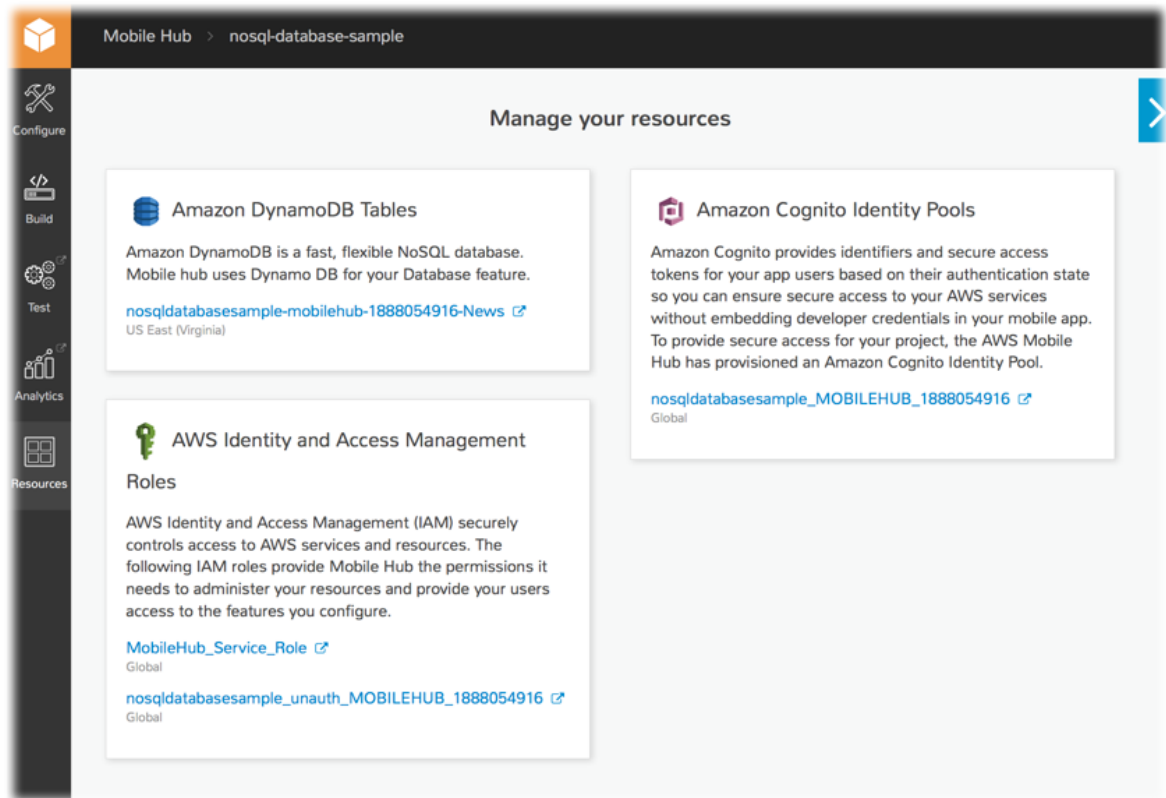 Mobile Hub > nosql-database-sample
Configure
Build
Test
Analytics
Resources
Manage your resources
Amazon DynamoDB Tables
Amazon DynamoDB is a fast, flexible NoSQL database.
Mobile hub uses Dynamo DB for your Database feature.
nosqldatabasesample-mobilehub-1888054916-News
US East (Virginia)
AWS Identity and Access Management
Roles
AWS Identity and Access Management (IAM) securely
controls access to AWS services and resources. The
following IAM roles provide Mobile Hub the permissions it
needs to administer your resources and provide your users
access to the features you configure.
MobileHub_Service_Role
Global
nosqldatabasesample_unauth_MOBILEHUB_1888054916
Global
Amazon Cognito Identity Pools
Amazon Cognito provides identifiers and secure access
tokens for your app users based on their authentication state
so you can ensure secure access to your AWS services
without embedding developer credentials in your mobile app.
To provide secure access for your project, the AWS Mobile
Hub has provisioned an Amazon Cognito Identity Pool.
nosqldatabasesample_MOBILEHUB_1888054916
Global